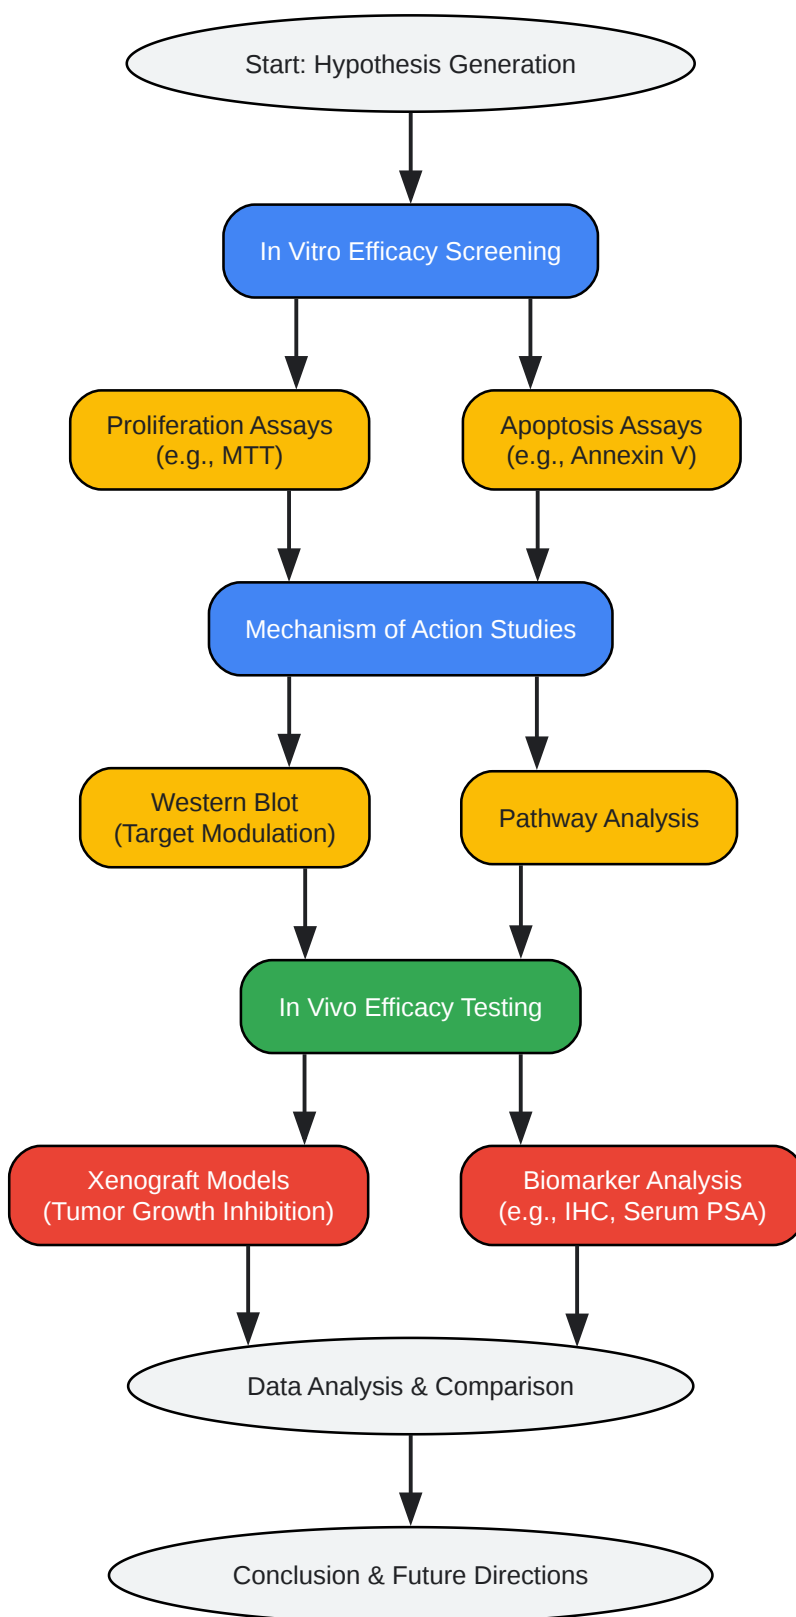 Start: Hypothesis Generation
In Vitro Efficacy Screening
Proliferation Assays
(e.g., MTT)
Apoptosis Assays
(e.g., Annexin V)
Mechanism of Action Studies
Western Blot
(Target Modulation)
Pathway Analysis
In Vivo Efficacy Testing
Xenograft Models
(Tumor Growth Inhibition)
Biomarker Analysis
(e.g., IHC, Serum PSA)
Data Analysis & Comparison
Conclusion & Future Directions